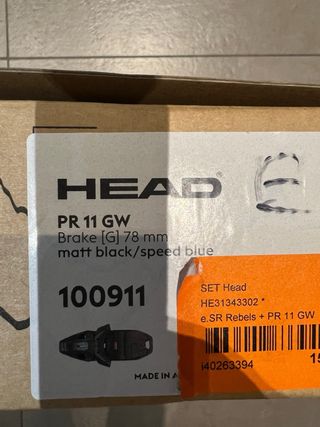 HEAD
E
PR 11 GW
Brake [G] 78 mm
matt black/speed blue
100911
MADE IN A
SET Head
HE31343302 *
e.SR Rebels + PR 11 GW
i40263394
15